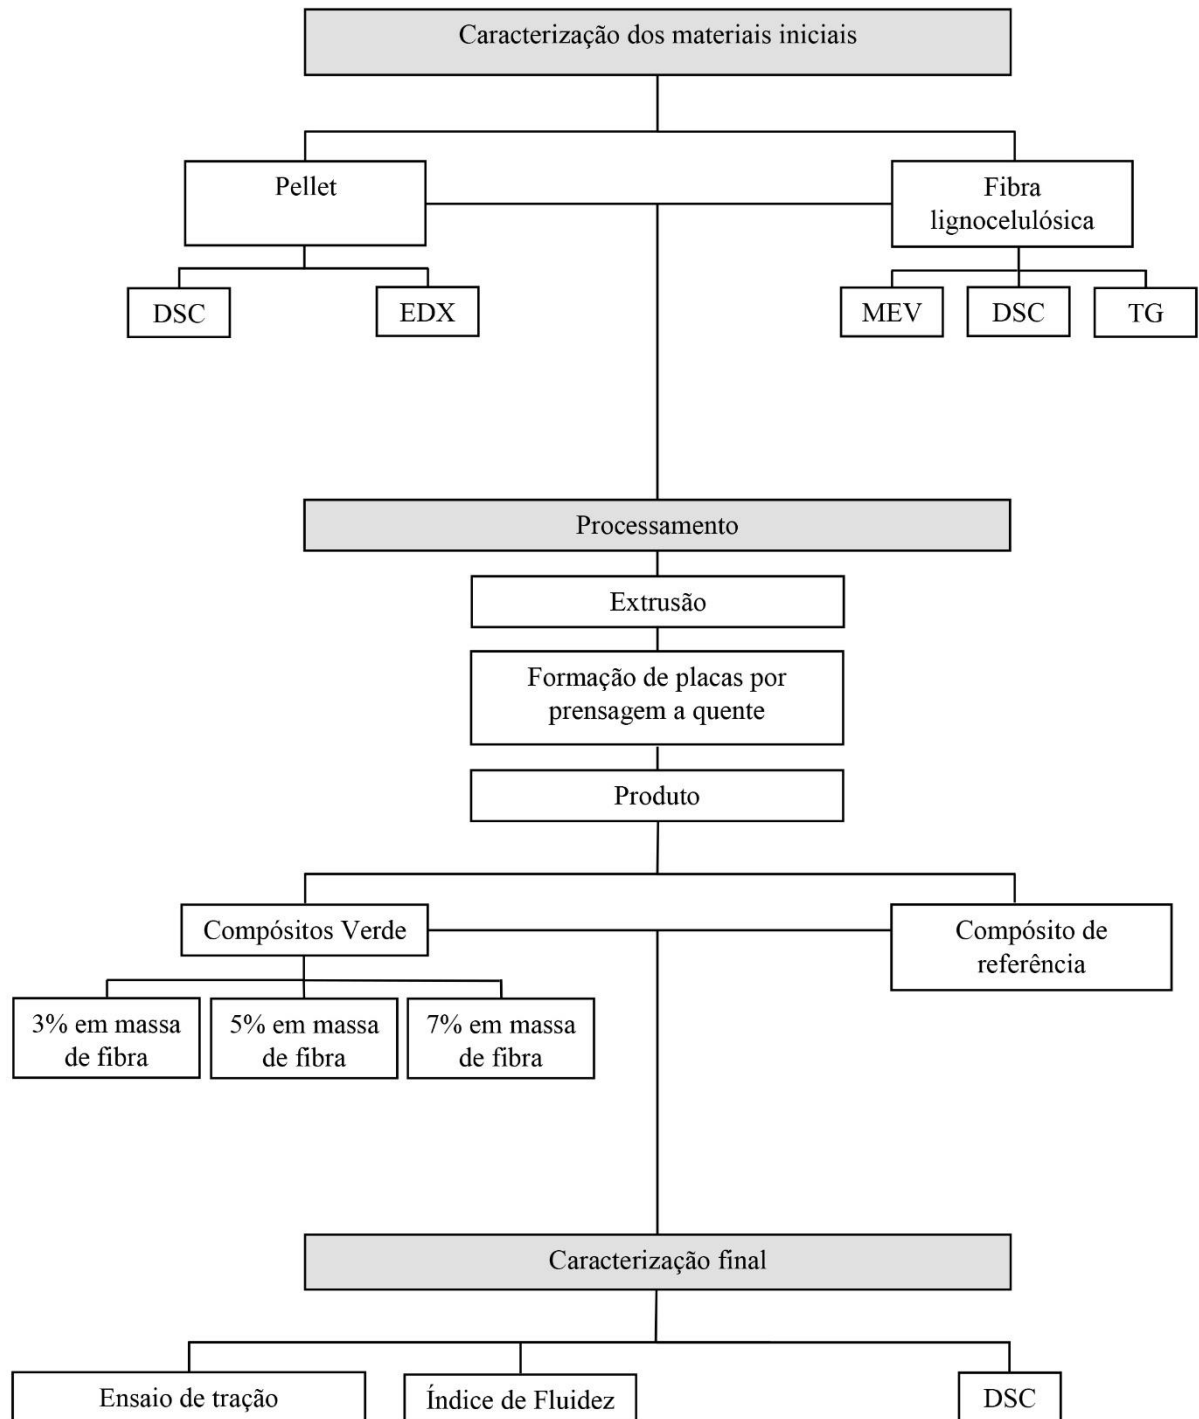 Caracterização dos materiais iniciais
Pellet
Fibra
lignocelulósica
DSC
EDX
MEV
DSC
TG
Processamento
Extrusão
Formação de placas por
prensagem a quente
Produto
Compósitos Verde
Compósito de
referência
3% em massa
de fibra
5% em massa
de fibra
7% em massa
de fibra
Caracterização final
Ensaio de tração
Índice de Fluidez
DSC